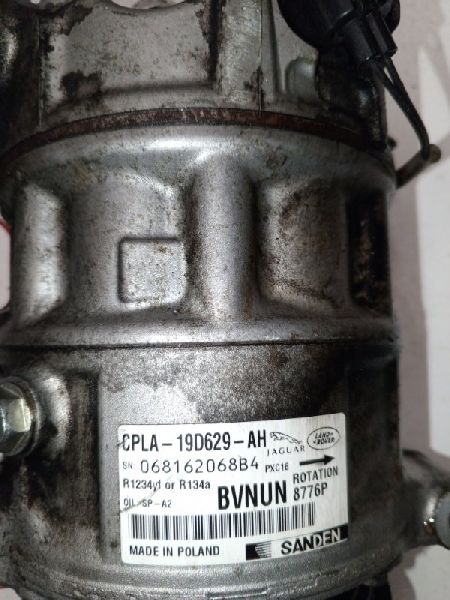 CPLA-19D629-AH JAGUAR LAND ROVER
SN 068162068B4 PXC16
R1234yf or R134a BVNUN ROTATION
OIL: SP-A2 8776P
MADE IN POLAND SANDEN